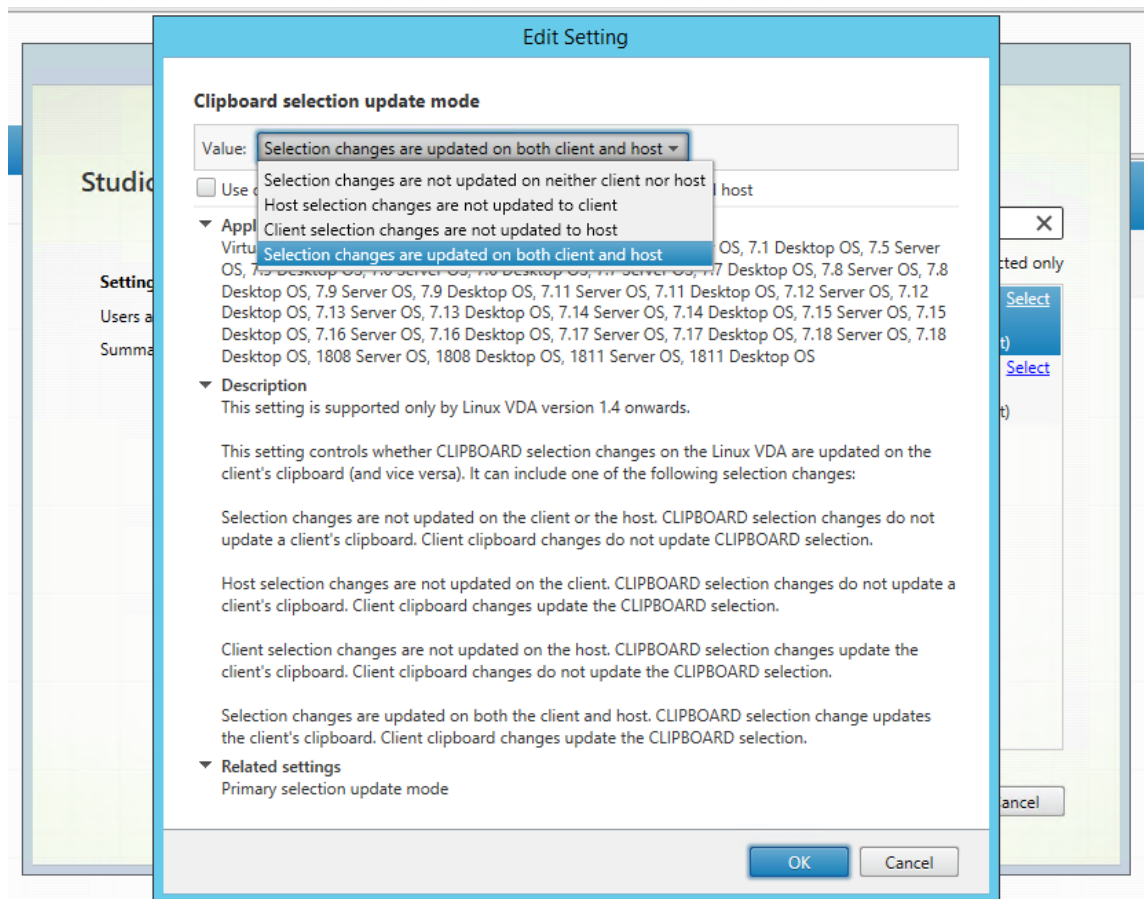 Edit Setting
Clipboard selection update mode
Value: Selection changes are updated on both client and host
Selection changes are not updated on neither client nor host
Host selection changes are not updated to client
Client selection changes are not updated to host
Selection changes are updated on both client and host
Use host
Appl
Virtu OS, 7.1 Desktop OS, 7.5 Server
OS, 7.5 Desktop OS, 7.6 Server OS, 7.6 Desktop OS, 7.7 Server OS, 7.7 Desktop OS, 7.8 Server OS, 7.8
Desktop OS, 7.9 Server OS, 7.9 Desktop OS, 7.11 Server OS, 7.11 Desktop OS, 7.12 Server OS, 7.12
Desktop OS, 7.13 Server OS, 7.13 Desktop OS, 7.14 Server OS, 7.14 Desktop OS, 7.15 Server OS, 7.15
Desktop OS, 7.16 Server OS, 7.16 Desktop OS, 7.17 Server OS, 7.17 Desktop OS, 7.18 Server OS, 7.18
Desktop OS, 1808 Server OS, 1808 Desktop OS, 1811 Server OS, 1811 Desktop OS
Description
This setting is supported only by Linux VDA version 1.4 onwards.
This setting controls whether CLIPBOARD selection changes on the Linux VDA are updated on the
client's clipboard (and vice versa). It can include one of the following selection changes:
Selection changes are not updated on the client or the host. CLIPBOARD selection changes do not
update a client's clipboard. Client clipboard changes do not update CLIPBOARD selection.
Host selection changes are not updated on the client. CLIPBOARD selection changes do not update a
client's clipboard. Client clipboard changes update the CLIPBOARD selection.
Client selection changes are not updated on the host. CLIPBOARD selection changes update the
client's clipboard. Client clipboard changes do not update the CLIPBOARD selection.
Selection changes are updated on both the client and host. CLIPBOARD selection change updates
the client's clipboard. Client clipboard changes update the CLIPBOARD selection.
Related settings
Primary selection update mode
OK Cancel
Studio
Setting
Users a
Summa
cted only
Select
t)
Select
t)
ancel